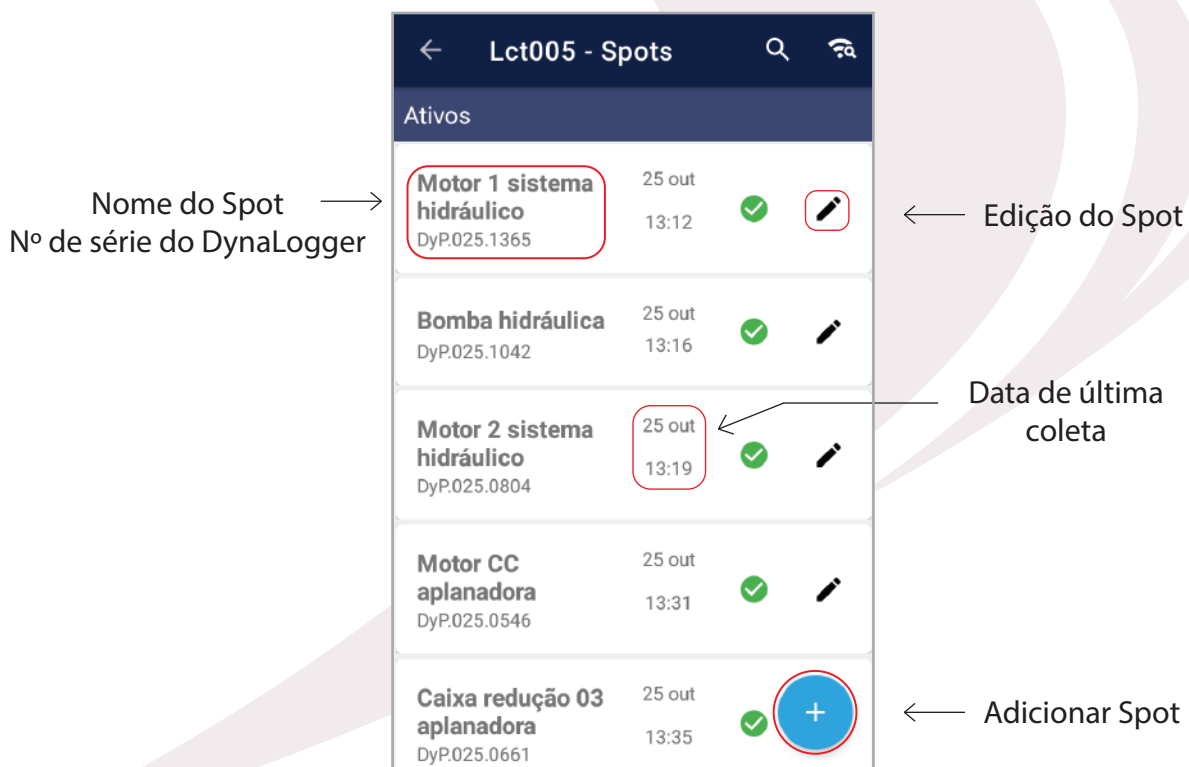 Lct005 - Spots
Ativos
Nome do Spot
Nº de série do DynaLogger
Motor 1 sistema
hidráulico
DyP.025.1365
25 out
13:12
Edição do Spot
Bomba hidráulica
DyP.025.1042
25 out
13:16
Motor 2 sistema
hidráulico
DyP.025.0804
25 out
13:19
Data de última
coleta
Motor CC
aplanadora
DyP.025.0546
25 out
13:31
Caixa redução 03
aplanadora
DyP.025.0661
25 out
13:35
+
Adicionar Spot